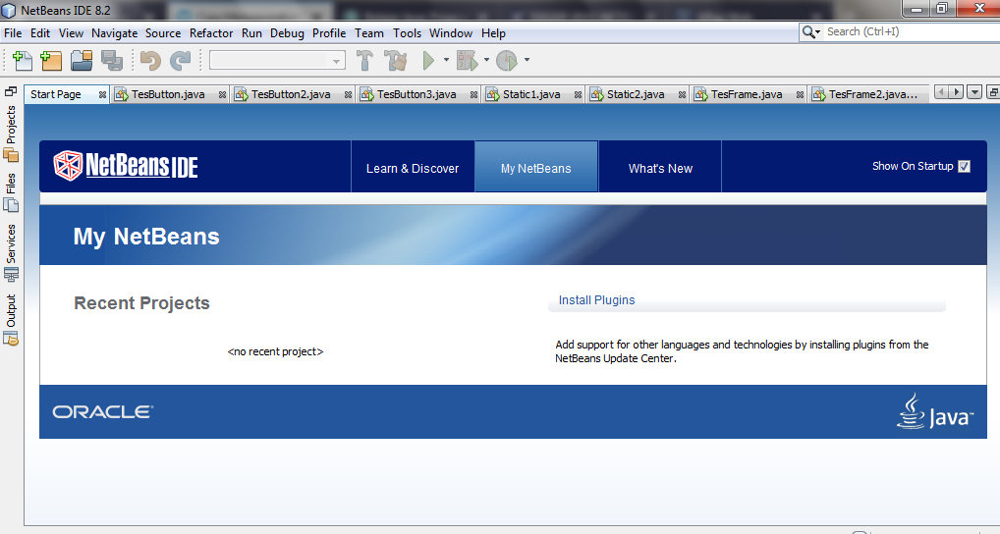 NetBeans IDE 8.2
File Edit View Navigate Source Refactor Run Debug Profile Team Tools Window Help
Search (Ctrl+I)
Start Page TesButton.java TesButton2.java TesButton3.java Static1.java Static2.java TesFrame.java TesFrame2.java...
Projects
Files
Services
Output
NetBeans IDE
Learn & Discover
My NetBeans
What's New
Show On Startup
My NetBeans
Recent Projects
<no recent project>
Install Plugins
Add support for other languages and technologies by installing plugins from the
NetBeans Update Center.
ORACLE
Java™